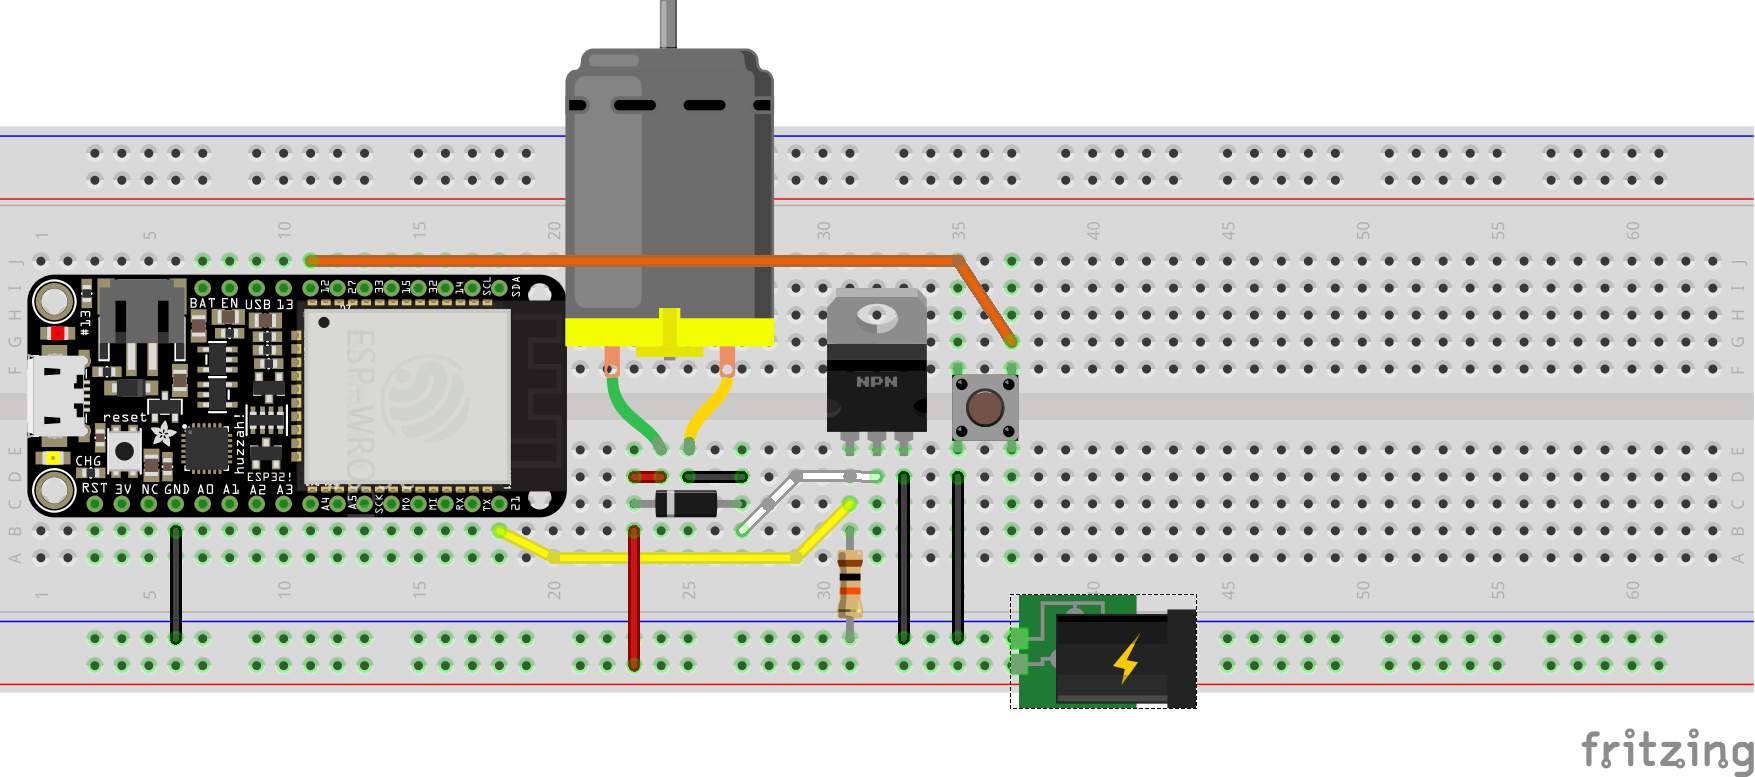 1 5 10 15 20 30 35 40 45 50 55 60
J J
I I
H H
G G
F F
BAT EN USB 13 12 27 33 15 32 14 SCL SDA
#13
ESP-WRO
NPN
reset
huzzah!
CHG
ESP32!
RST 3V NC GND A0 A1 A2 A3 A4 A5 SCK MO MI RX TX 21
E E
D D
C C
B B
A A
1 5 10 15 20 25 30 40 45 50 55 60
fritzing